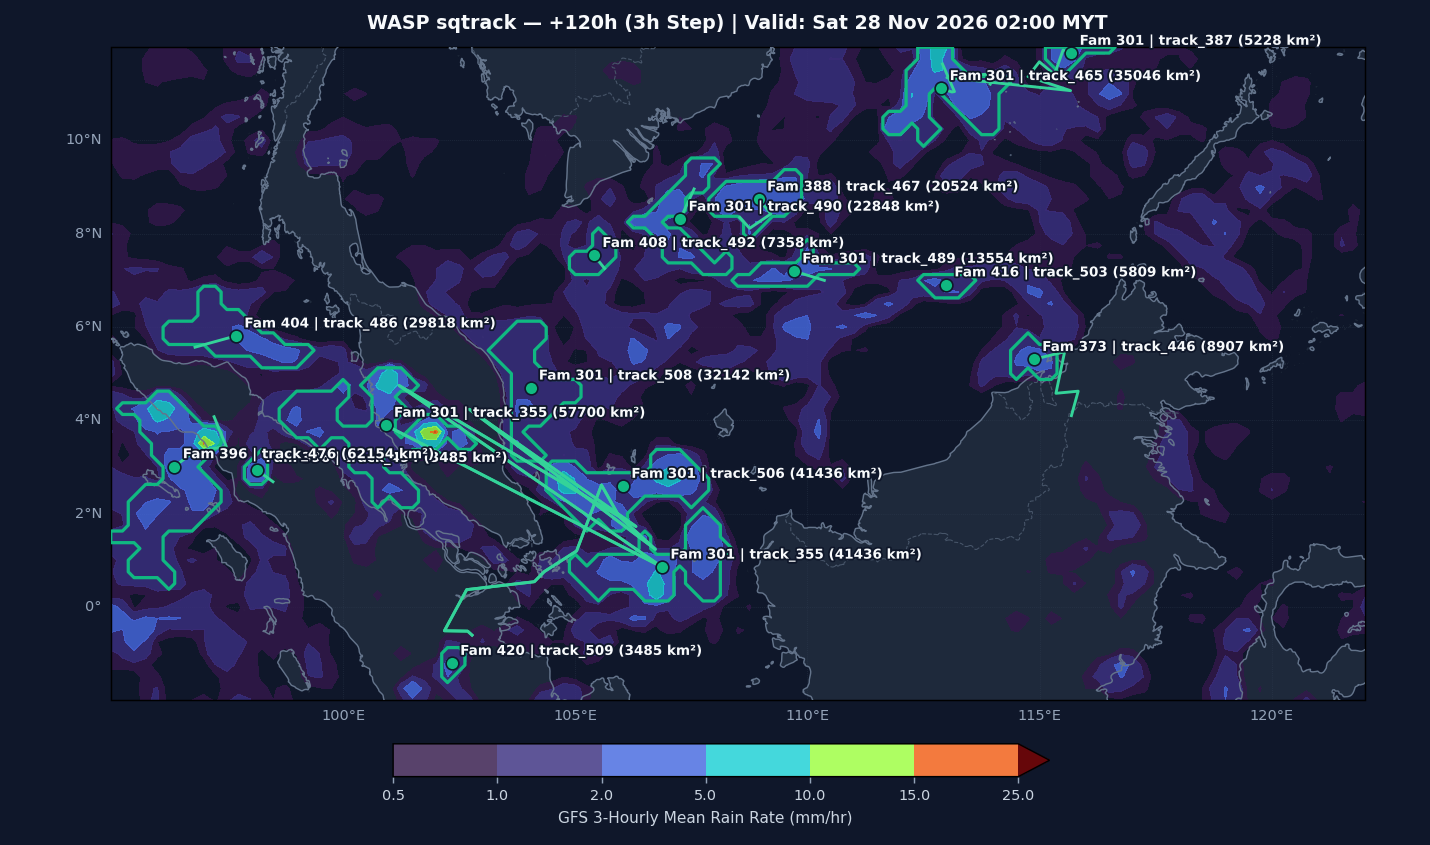 WASP sqtrack — +120h (3h Step) | Valid: Sat 28 Nov 2026 02:00 MYT
Fam 301 | track_387 (5228 km²)
Fam 301 | track_465 (35046 km²)
10°N
Fam 388 | track_467 (20524 km²)
Fam 301 | track_490 (22848 km²)
8°N
Fam 408 | track_492 (7358 km²)
Fam 301 | track_489 (13554 km²)
Fam 416 | track_503 (5809 km²)
6°N
Fam 404 | track_486 (29818 km²)
Fam 373 | track_446 (8907 km²)
Fam 301 | track_508 (32142 km²)
4°N
Fam 301 | track_355 (57700 km²)
Fam 396 | track_476 (62154 km²)
(3485 km²)
Fam 301 | track_506 (41436 km²)
2°N
Fam 301 | track_355 (41436 km²)
0°
Fam 420 | track_509 (3485 km²)
100°E 105°E 110°E 115°E 120°E
0.5 1.0 2.0 5.0 10.0 15.0 25.0
GFS 3-Hourly Mean Rain Rate (mm/hr)